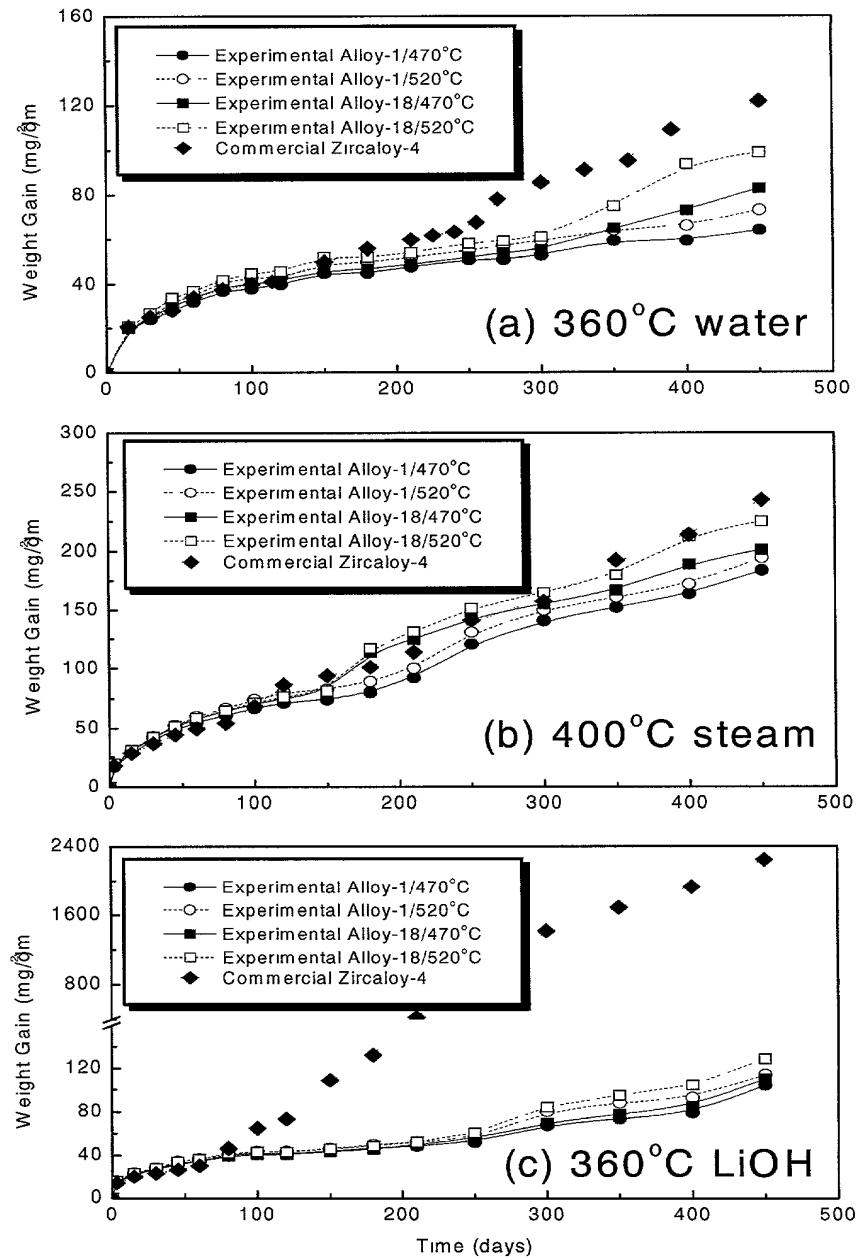 160
120
80
40
0
Weight Gain (mg/dm²)
Experimental Alloy-1/470°C
Experimental Alloy-1/520°C
Experimental Alloy-18/470°C
Experimental Alloy-18/520°C
Commercial Zircaloy-4
(a) 360°C water
0 100 200 300 400 500
300
250
200
150
100
50
0
Weight Gain (mg/dm²)
Experimental Alloy-1/470°C
Experimental Alloy-1/520°C
Experimental Alloy-18/470°C
Experimental Alloy-18/520°C
Commercial Zircaloy-4
(b) 400°C steam
0 100 200 300 400 500
2400
1600
800
120
80
40
0
Weight Gain (mg/dm²)
Experimental Alloy-1/470°C
Experimental Alloy-1/520°C
Experimental Alloy-18/470°C
Experimental Alloy-18/520°C
Commercial Zircaloy-4
(c) 360°C LiOH
0 100 200 300 400 500
Time (days)